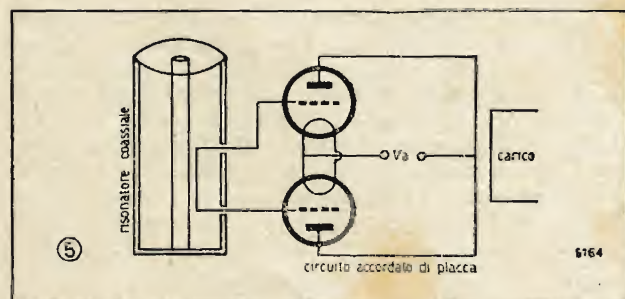 risonatore coassiale
Va
carico
5
circuito accordato di placca
6164